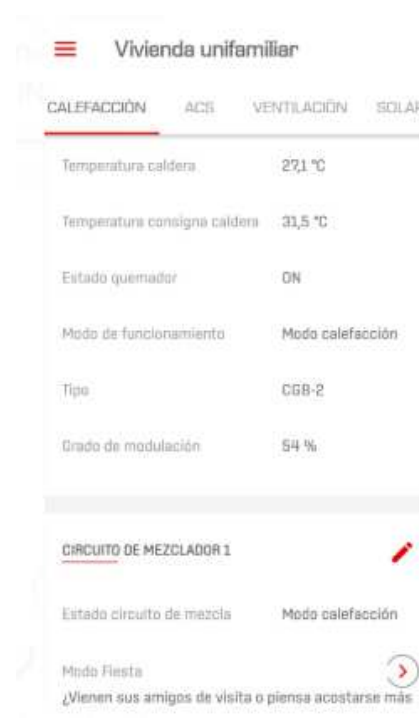 Vivienda unifamiliar
CALEFACCIÓN ACS VENTILACIÓN SOLAR
Temperatura caldera 27,1 °C
Temperatura consigna caldera 31,5 °C
Estado quemador ON
Modo de funcionamiento Modo calefacción
Tipo CGB-2
Grado de modulación 54 %
CIRCUITO DE MEZCLADOR 1
Estado circuito de mezcla Modo calefacción
Modo Fiesta
¿Vienen sus amigos de visita o piensa acostarse más